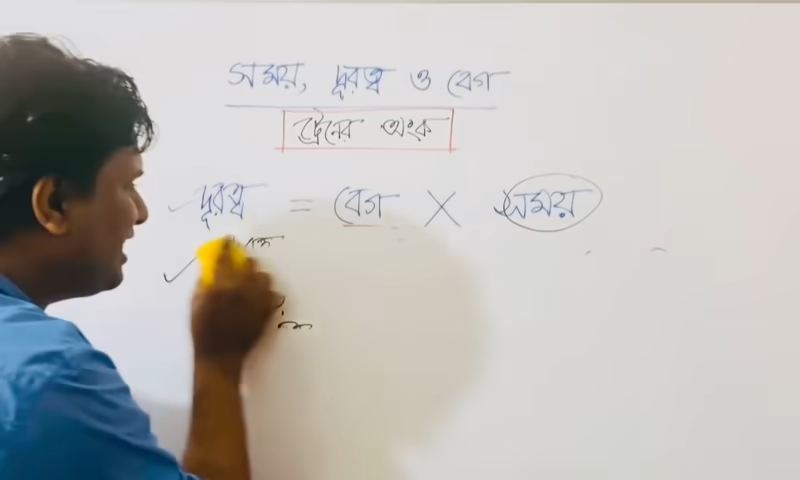 সময়, দূরত্ব ও বেগ
ট্রেনের অংক
দূরত্ব = বেগ × সময়